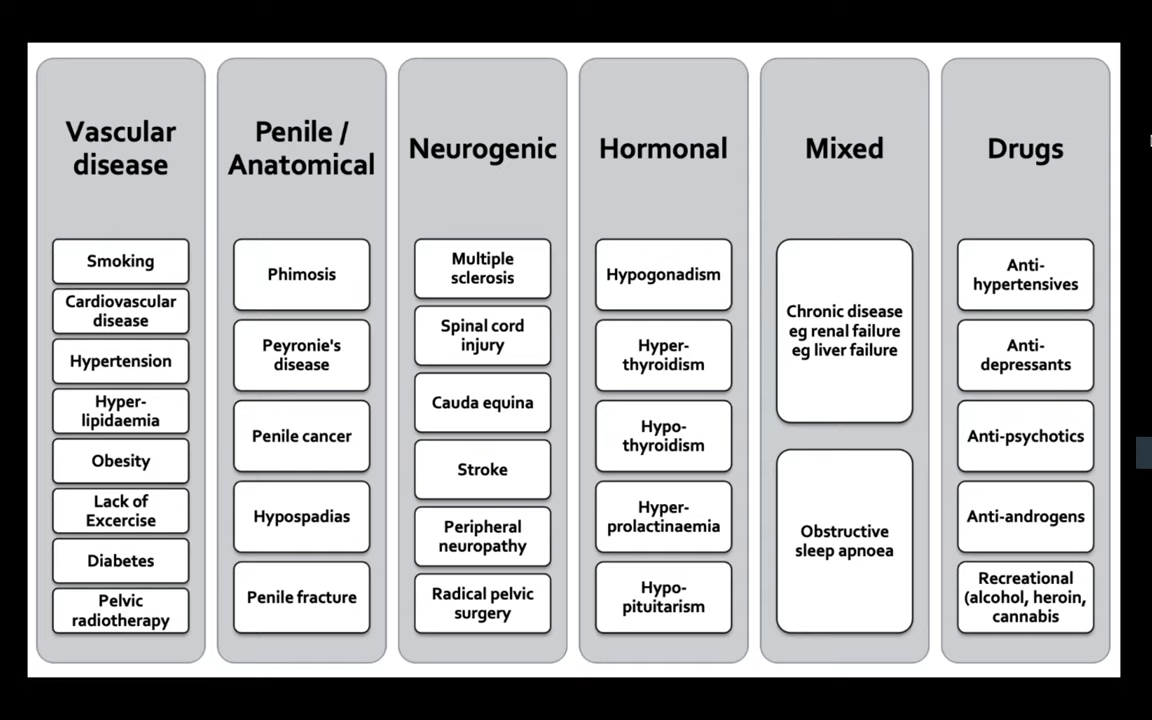 Vascular
disease
Smoking
Cardiovascular
disease
Hypertension
Hyper-
lipidaemia
Obesity
Lack of
Excercise
Diabetes
Pelvic
radiotherapy
Penile /
Anatomical
Phimosis
Peyronie's
disease
Penile cancer
Hypospadias
Penile fracture
Neurogenic
Multiple
sclerosis
Spinal cord
injury
Cauda equina
Stroke
Peripheral
neuropathy
Radical pelvic
surgery
Hormonal
Hypogonadism
Hyper-
thyroidism
Hypo-
thyroidism
Hyper-
prolactinaemia
Hypo-
pituitarism
Mixed
Chronic disease
eg renal failure
eg liver failure
Obstructive
sleep apnoea
Drugs
Anti-
hypertensives
Anti-
depressants
Anti-psychotics
Anti-androgens
Recreational
(alcohol, heroin,
cannabis